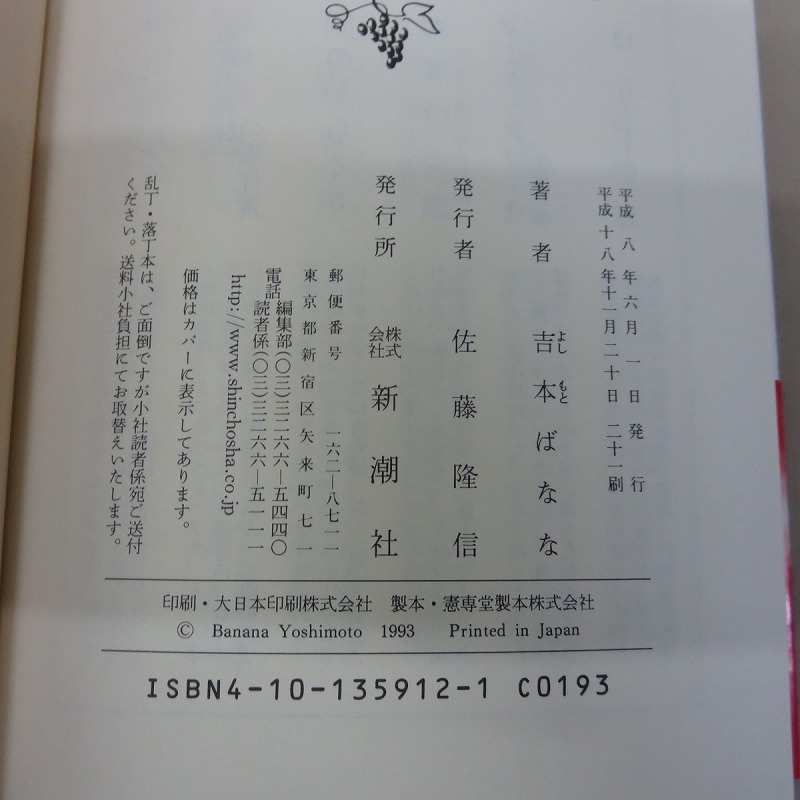 平成八年六月一日発行
平成十八年十一月二十日二十一刷
著者 吉本ばなな
よしもと
発行者 佐藤隆信
発行所 株式会社 新潮社
郵便番号 一六二―八七一一
東京都新宿区矢来町七一
電話 編集部(〇三)三二六六―五四四〇
読者係(〇三)三二六六―五一一一
http://www.shinchosha.co.jp
価格はカバーに表示してあります。
乱丁・落丁本は、ご面倒ですが小社読者係宛ご送付
ください。送料小社負担にてお取替えいたします。
印刷・大日本印刷株式会社 製本・憲専堂製本株式会社
© Banana Yoshimoto 1993 Printed in Japan
ISBN4-10-135912-1 C0193